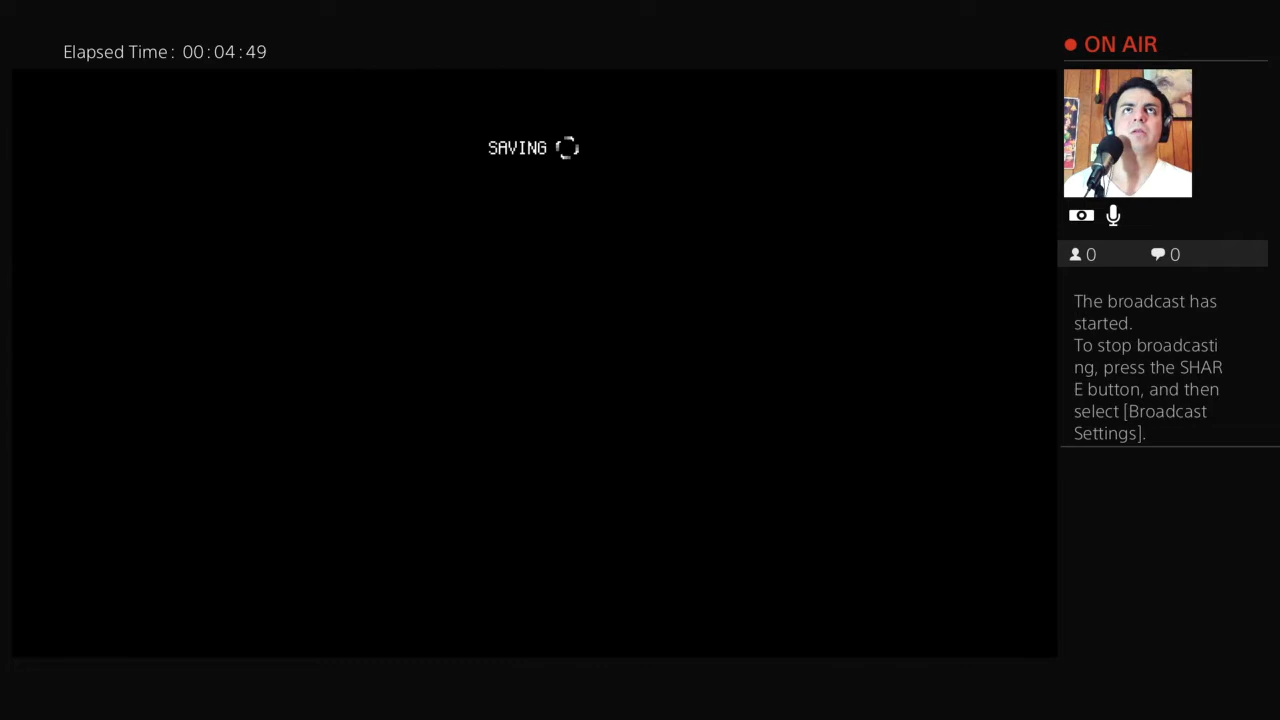 Elapsed Time: 00:04:49
ON AIR
SAVING
0 0
The broadcast has
started.
To stop broadcasti
ng, press the SHAR
E button, and then
select [Broadcast
Settings].